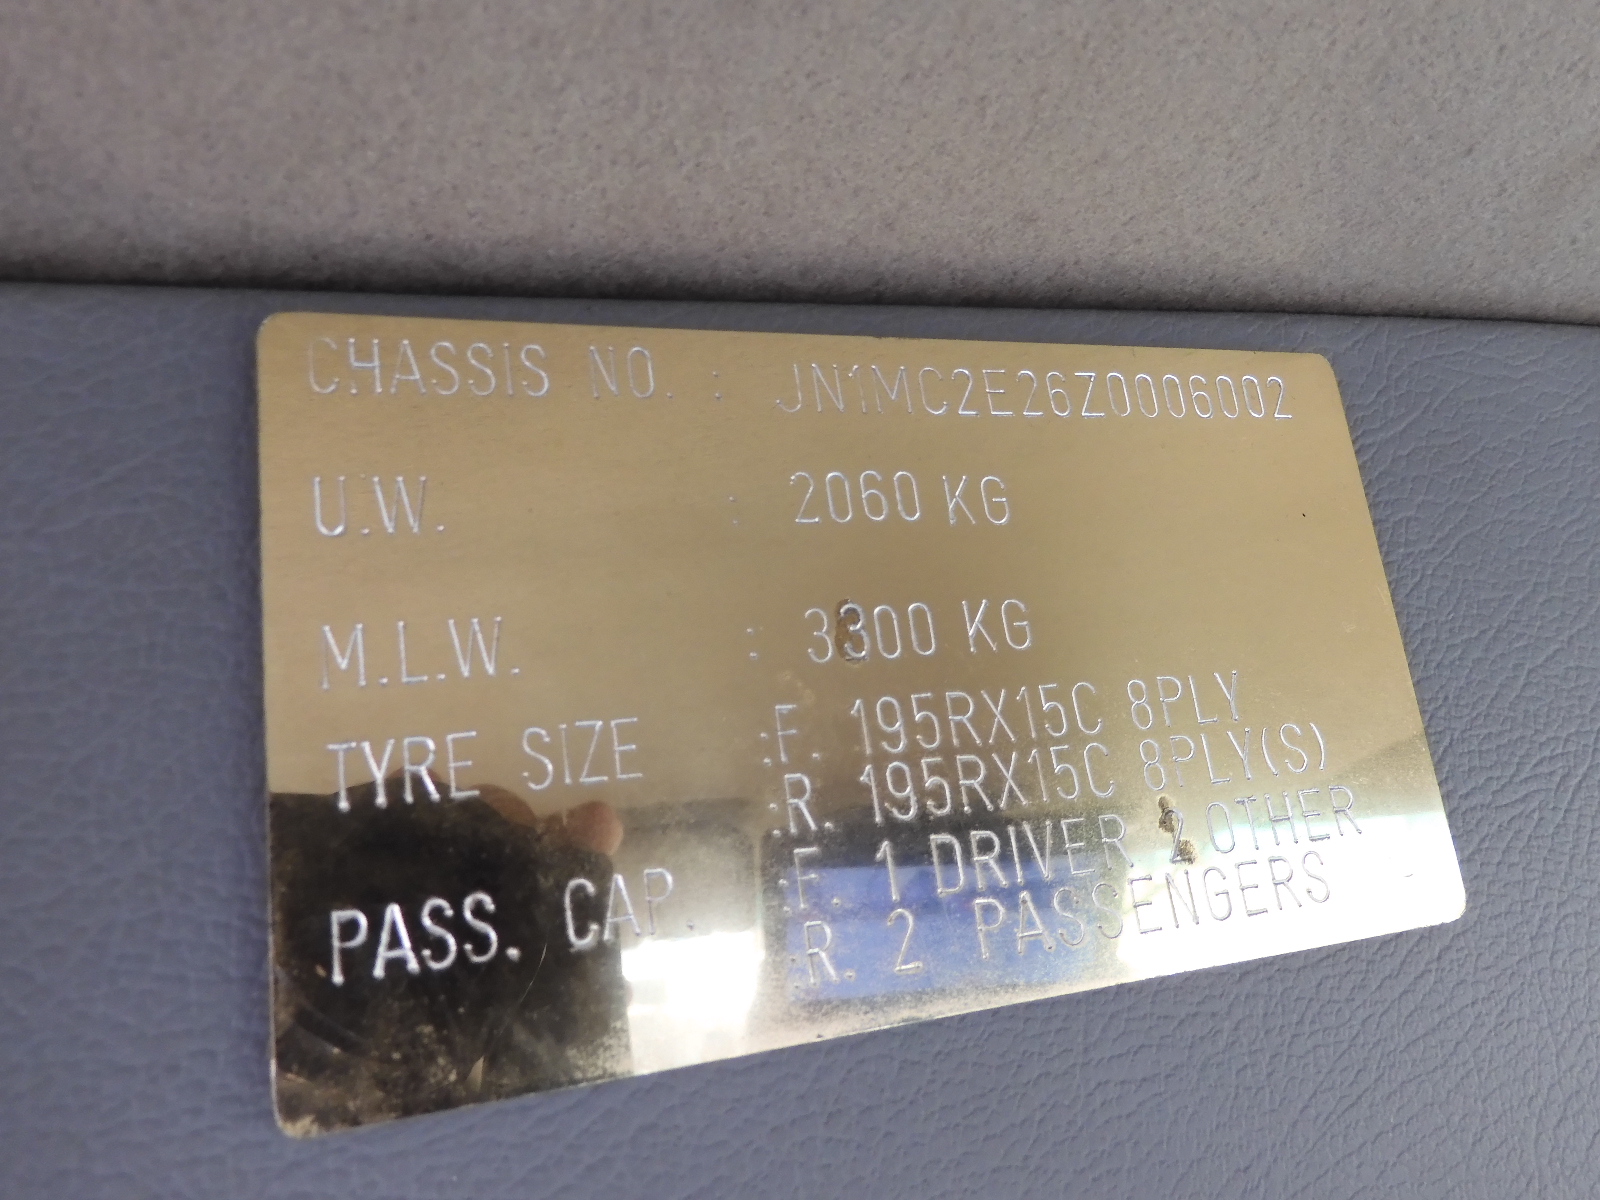 CHASSIS NO. : JN1MC2E26Z0006002
U.W. : 2060 KG
M.L.W. : 3300 KG
TYRE SIZE :F. 195RX15C 8PLY
:R. 195RX15C 8PLY(S)
PASS. CAP. :F. 1 DRIVER 2 OTHER
:R. 2 PASSENGERS